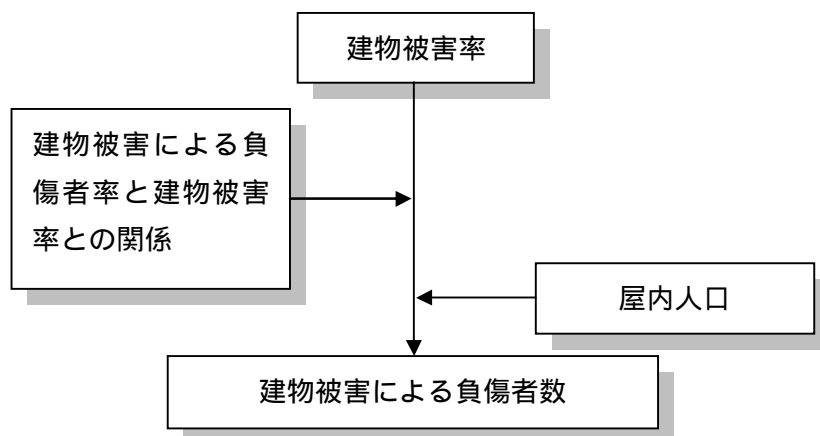 建物被害率
建物被害による負
傷者率と建物被害
率との関係
屋内人口
建物被害による負傷者数